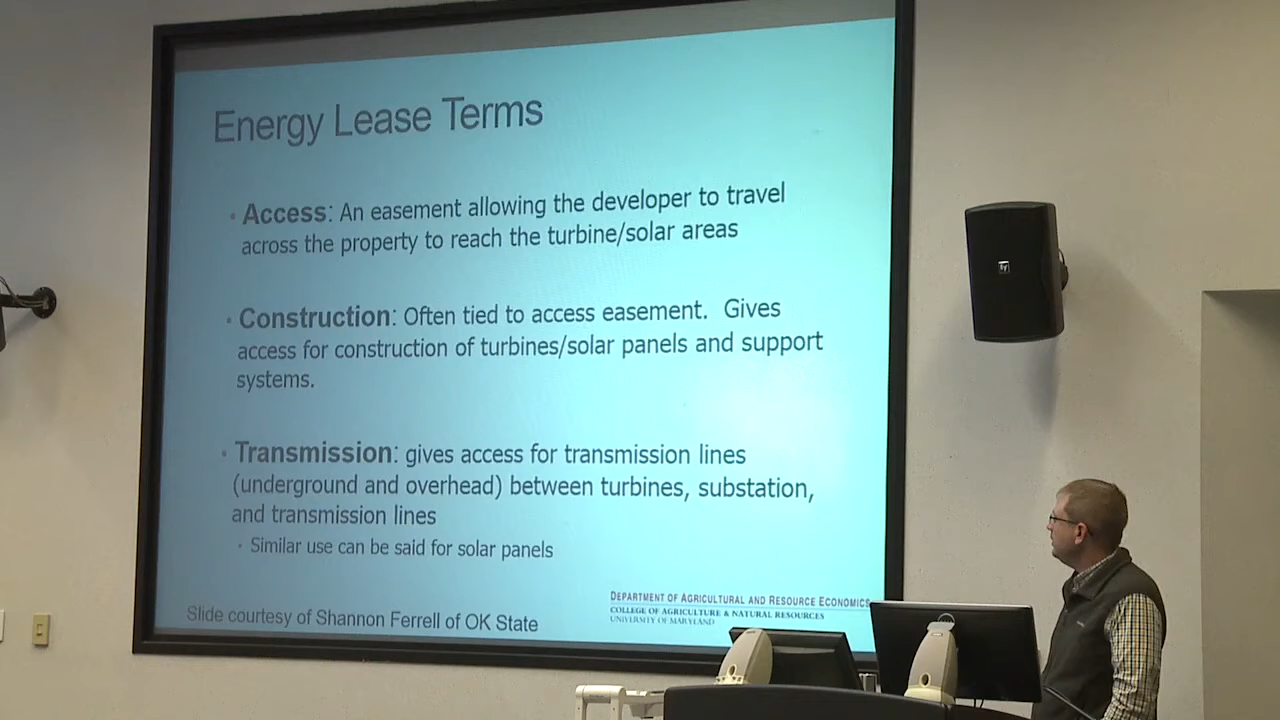 Energy Lease Terms
• Access: An easement allowing the developer to travel
across the property to reach the turbine/solar areas
• Construction: Often tied to access easement. Gives
access for construction of turbines/solar panels and support
systems.
• Transmission: gives access for transmission lines
(underground and overhead) between turbines, substation,
and transmission lines
• Similar use can be said for solar panels
Slide courtesy of Shannon Ferrell of OK State
DEPARTMENT OF AGRICULTURAL AND RESOURCE ECONOMICS
COLLEGE OF AGRICULTURE & NATURAL RESOURCES
UNIVERSITY OF MARYLAND